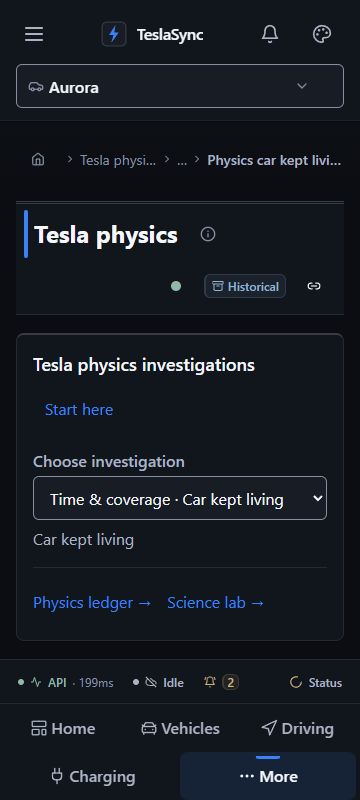 TeslaSync
Aurora
Tesla physi... > ... > Physics car kept livi...
Tesla physics
Historical
Tesla physics investigations
Start here
Choose investigation
Time & coverage · Car kept living
Car kept living
Physics ledger → Science lab →
API · 199ms Idle 2 Status
Home Vehicles Driving
Charging More